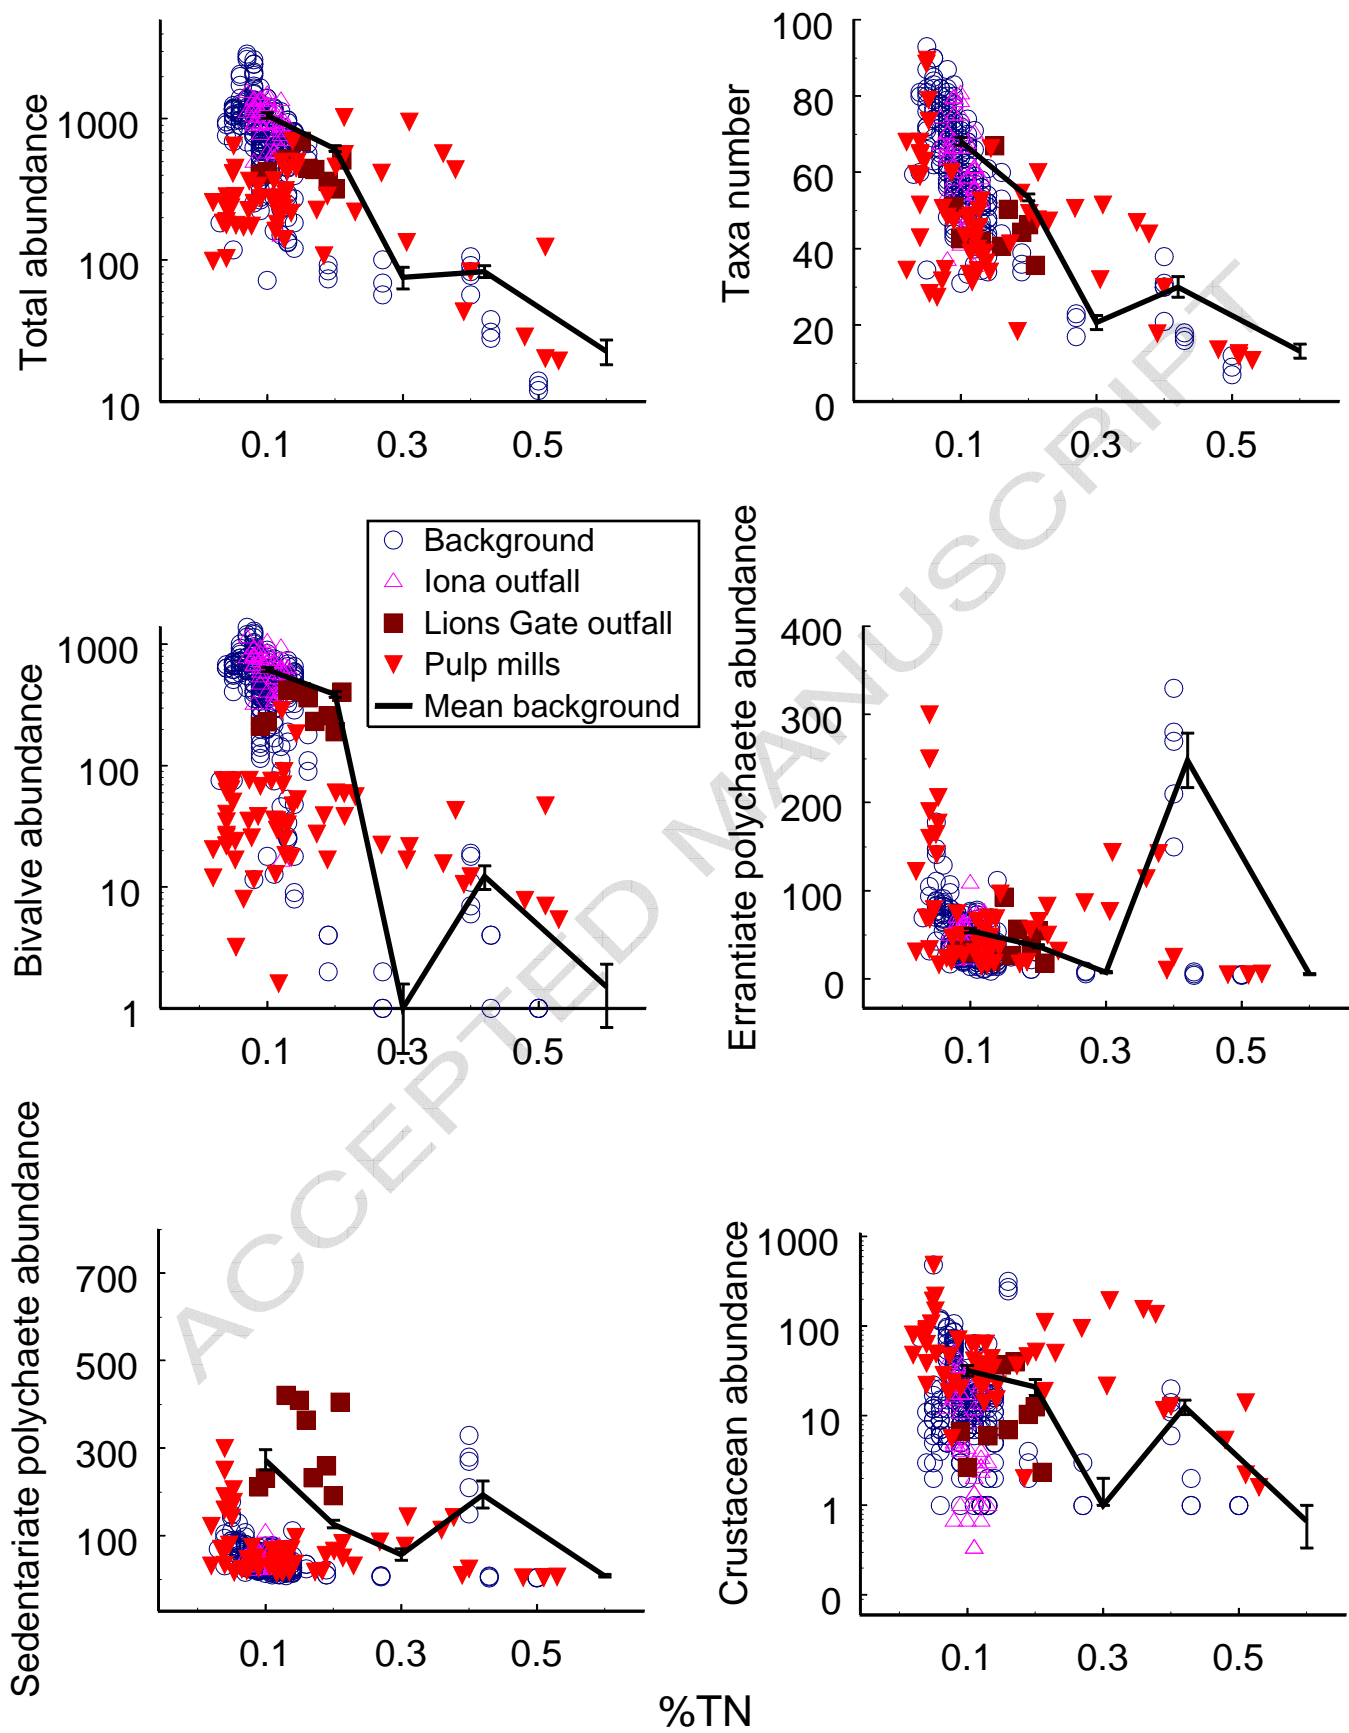 Total abundance
1000
100
10
0.1 0.3 0.5
Taxa number
100
80
60
40
20
0
0.1 0.3 0.5
Background
Iona outfall
Lions Gate outfall
Pulp mills
Mean background
Bivalve abundance
1000
100
10
1
0.1 0.3 0.5
Errantiate polychaete abundance
400
300
200
100
0
0.1 0.3 0.5
Sedentariate polychaete abundance
700
500
300
100
0.1 0.3 0.5
Crustacean abundance
1000
100
10
1
0
0.1 0.3 0.5
%TN
ACCEPTED MANUSCRIPT